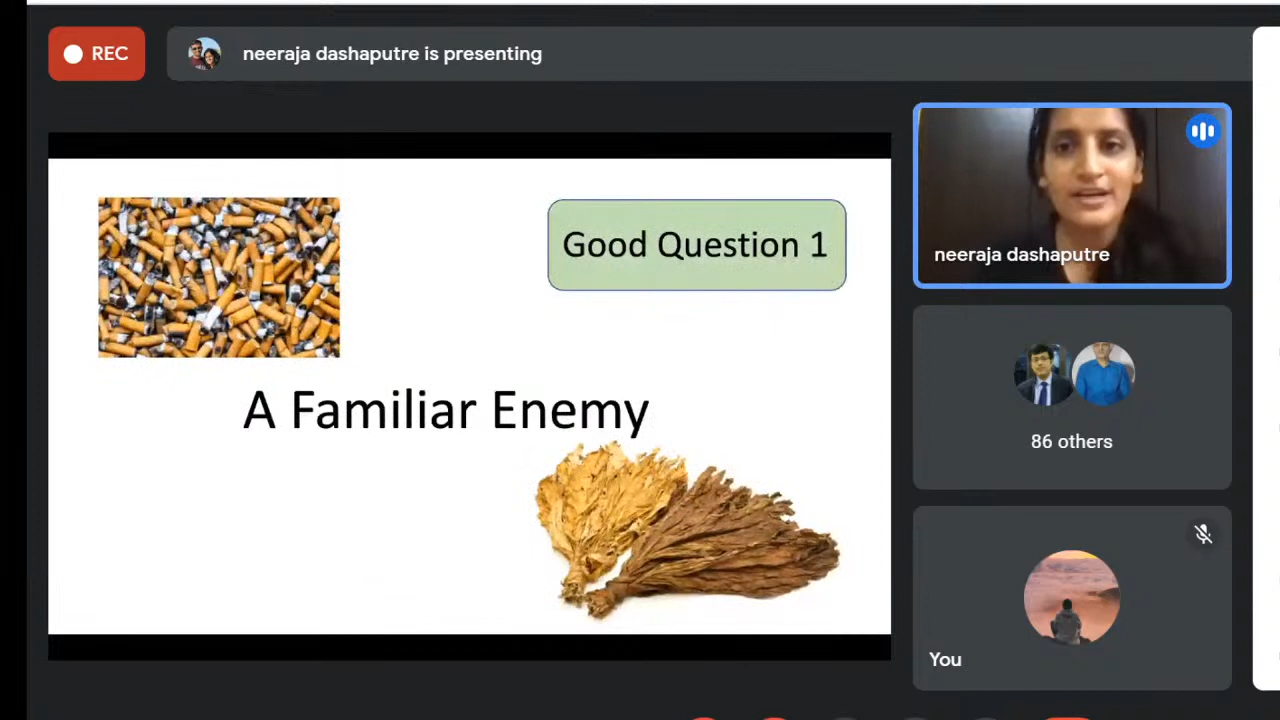 REC
neeraja dashaputre is presenting
Good Question 1
A Familiar Enemy
neeraja dashaputre
86 others
You